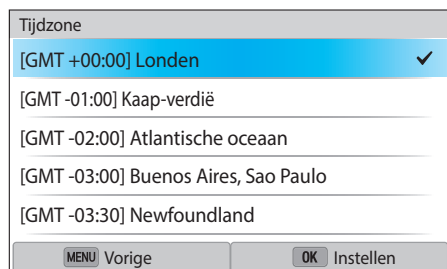 Tijdzone
[GMT +00:00] Londen
[GMT -01:00] Kaap-verdië
[GMT -02:00] Atlantische oceaan
[GMT -03:00] Buenos Aires, Sao Paulo
[GMT -03:30] Newfoundland
MENU Vorige OK Instellen